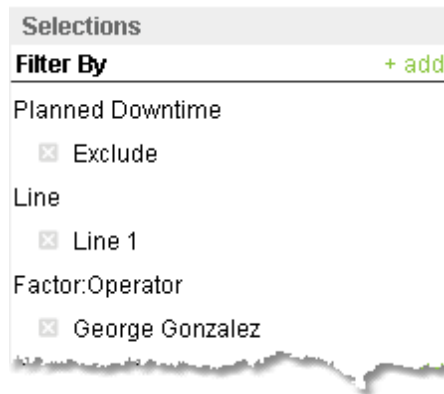 Selections
Filter By + add
Planned Downtime
Exclude
Line
Line 1
Factor:Operator
George Gonzalez